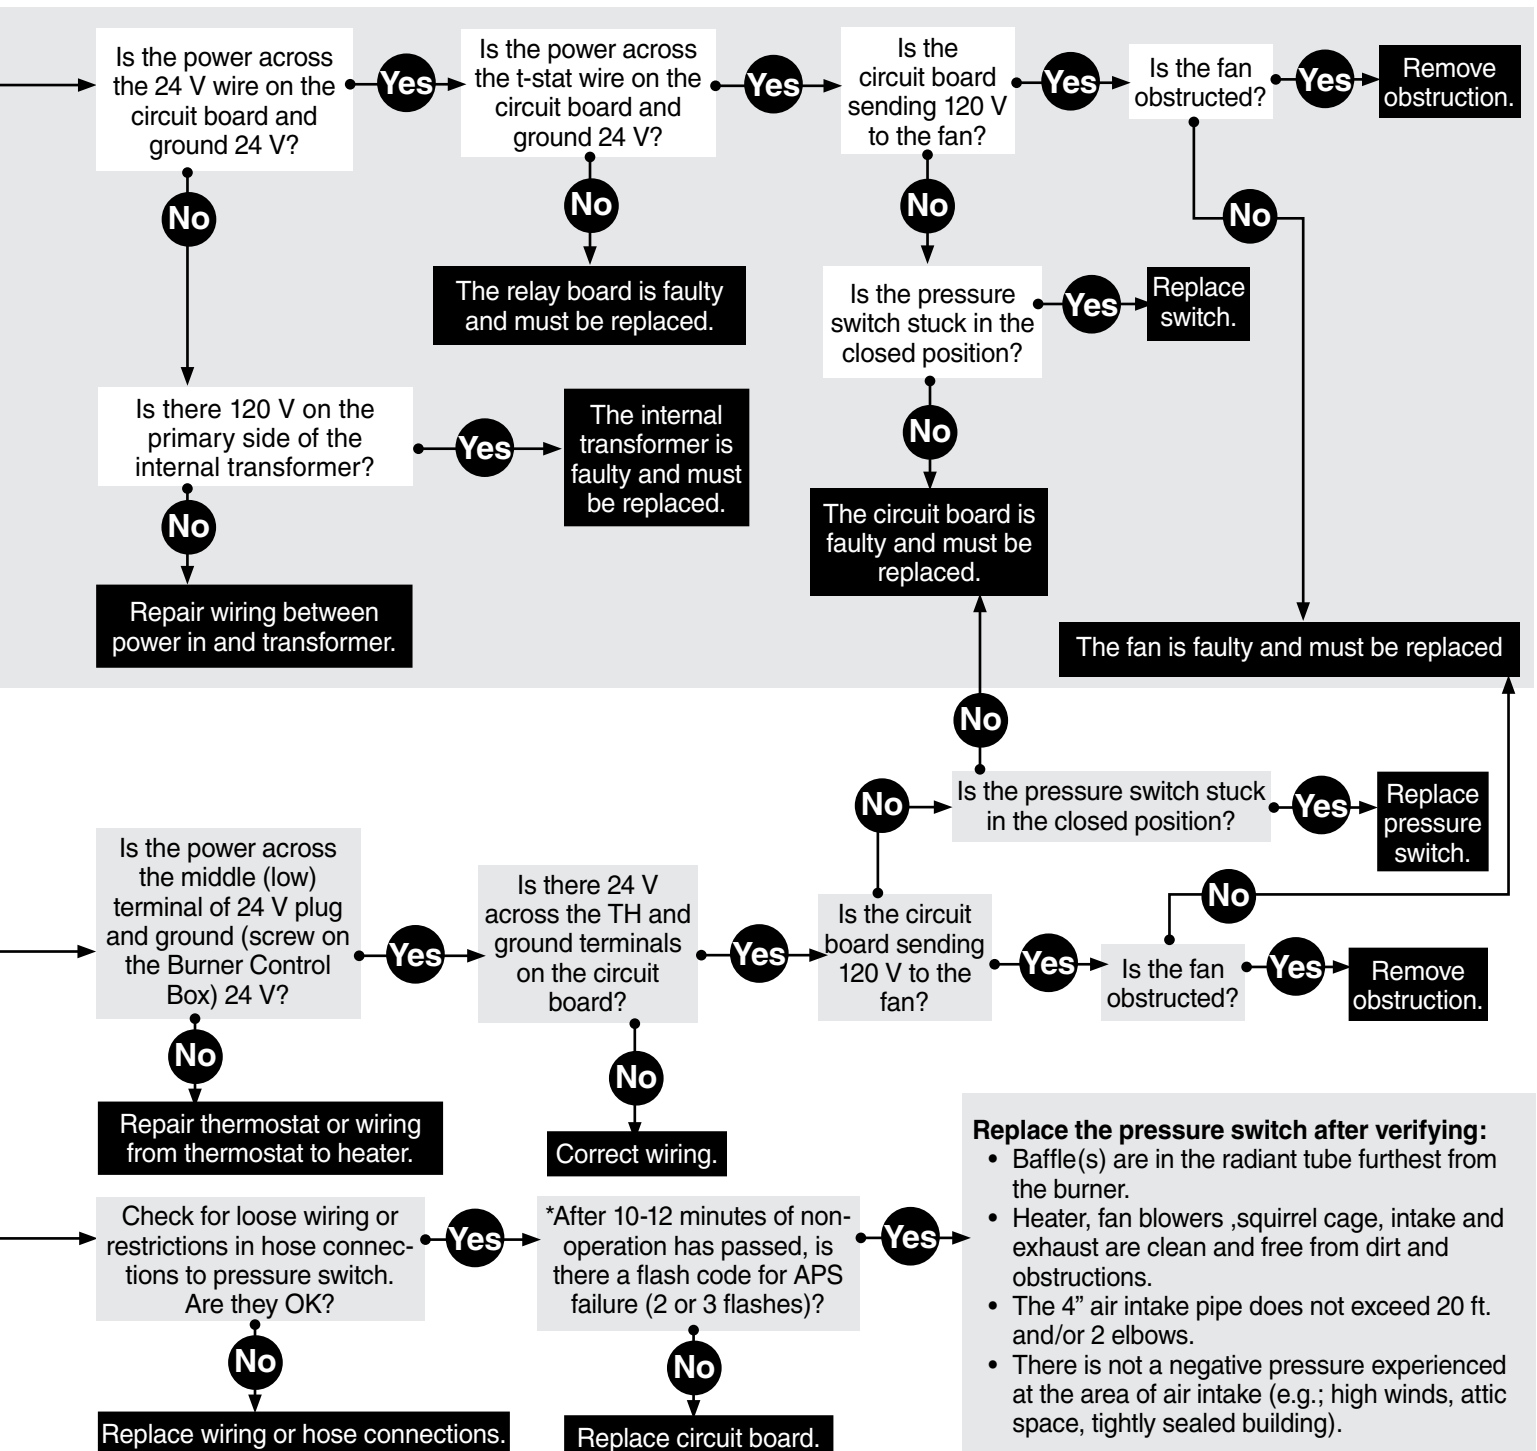 Is the power across
the 24 V wire on the
circuit board and
ground 24 V?
Yes
Is the power across
the t-stat wire on the
circuit board and
ground 24 V?
Yes
Is the
circuit board
sending 120 V
to the fan?
Yes
Is the fan
obstructed?
Yes
Remove
obstruction.
No
No
No
No
The relay board is faulty
and must be replaced.
Is the pressure
switch stuck in the
closed position?
Yes
Replace
switch.
Is there 120 V on the
primary side of the
internal transformer?
Yes
The internal
transformer is
faulty and must
be replaced.
No
No
The circuit board is
faulty and must be
replaced.
Repair wiring between
power in and transformer.
The fan is faulty and must be replaced
No
No
Is the pressure switch stuck
in the closed position?
Yes
Replace
pressure
switch.
Is the power across
the middle (low)
terminal of 24 V plug
and ground (screw on
the Burner Control
Box) 24 V?
Yes
Is there 24 V
across the TH and
ground terminals
on the circuit
board?
Yes
Is the circuit
board sending
120 V to the
fan?
Yes
No
Is the fan
obstructed?
Yes
Remove
obstruction.
No
No
Repair thermostat or wiring
from thermostat to heater.
Correct wiring.
Check for loose wiring or
restrictions in hose connec-
tions to pressure switch.
Are they OK?
Yes
*After 10-12 minutes of non-
operation has passed, is
there a flash code for APS
failure (2 or 3 flashes)?
Yes
No
No
Replace wiring or hose connections.
Replace circuit board.
Replace the pressure switch after verifying:
• Baffle(s) are in the radiant tube furthest from
the burner.
• Heater, fan blowers ,squirrel cage, intake and
exhaust are clean and free from dirt and
obstructions.
• The 4” air intake pipe does not exceed 20 ft.
and/or 2 elbows.
• There is not a negative pressure experienced
at the area of air intake (e.g.; high winds, attic
space, tightly sealed building).